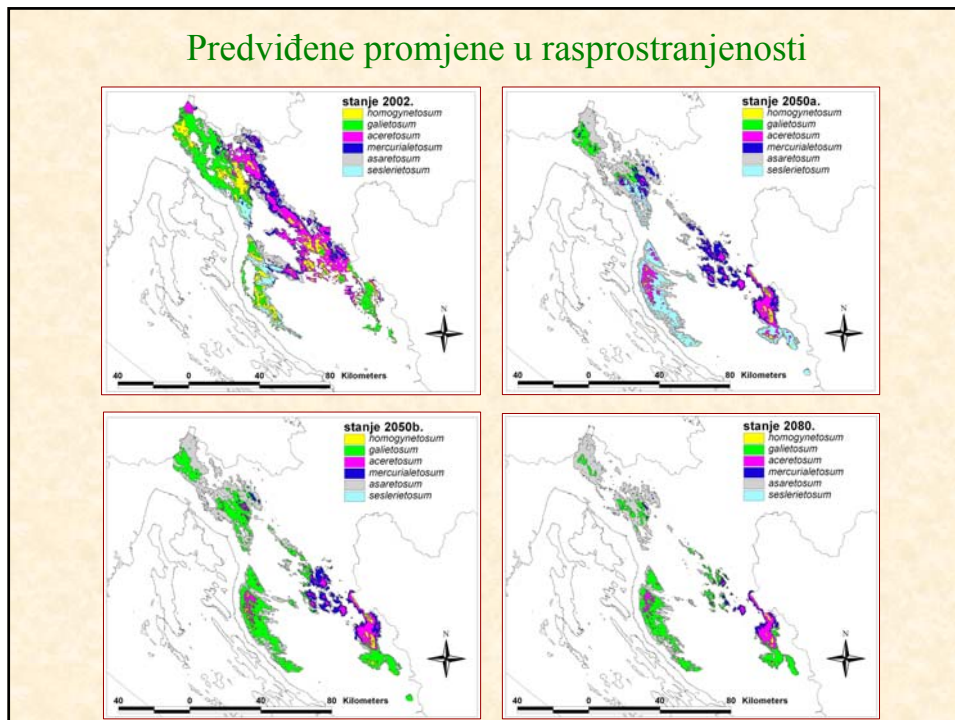 Predviđene promjene u rasprostranjenosti
stanje 2002.
homogynetosum
galietosum
aceretosum
mercurialetosum
asaretosum
seslerietosum
N
40 0 40 80 Kilometers
stanje 2050a.
homogynetosum
galietosum
aceretosum
mercurialetosum
asaretosum
seslerietosum
N
40 0 40 80 Kilometers
stanje 2050b.
homogynetosum
galietosum
aceretosum
mercurialetosum
asaretosum
seslerietosum
N
40 0 40 80 Kilometers
stanje 2080.
homogynetosum
galietosum
aceretosum
mercurialetosum
asaretosum
seslerietosum
N
40 0 40 80 Kilometers